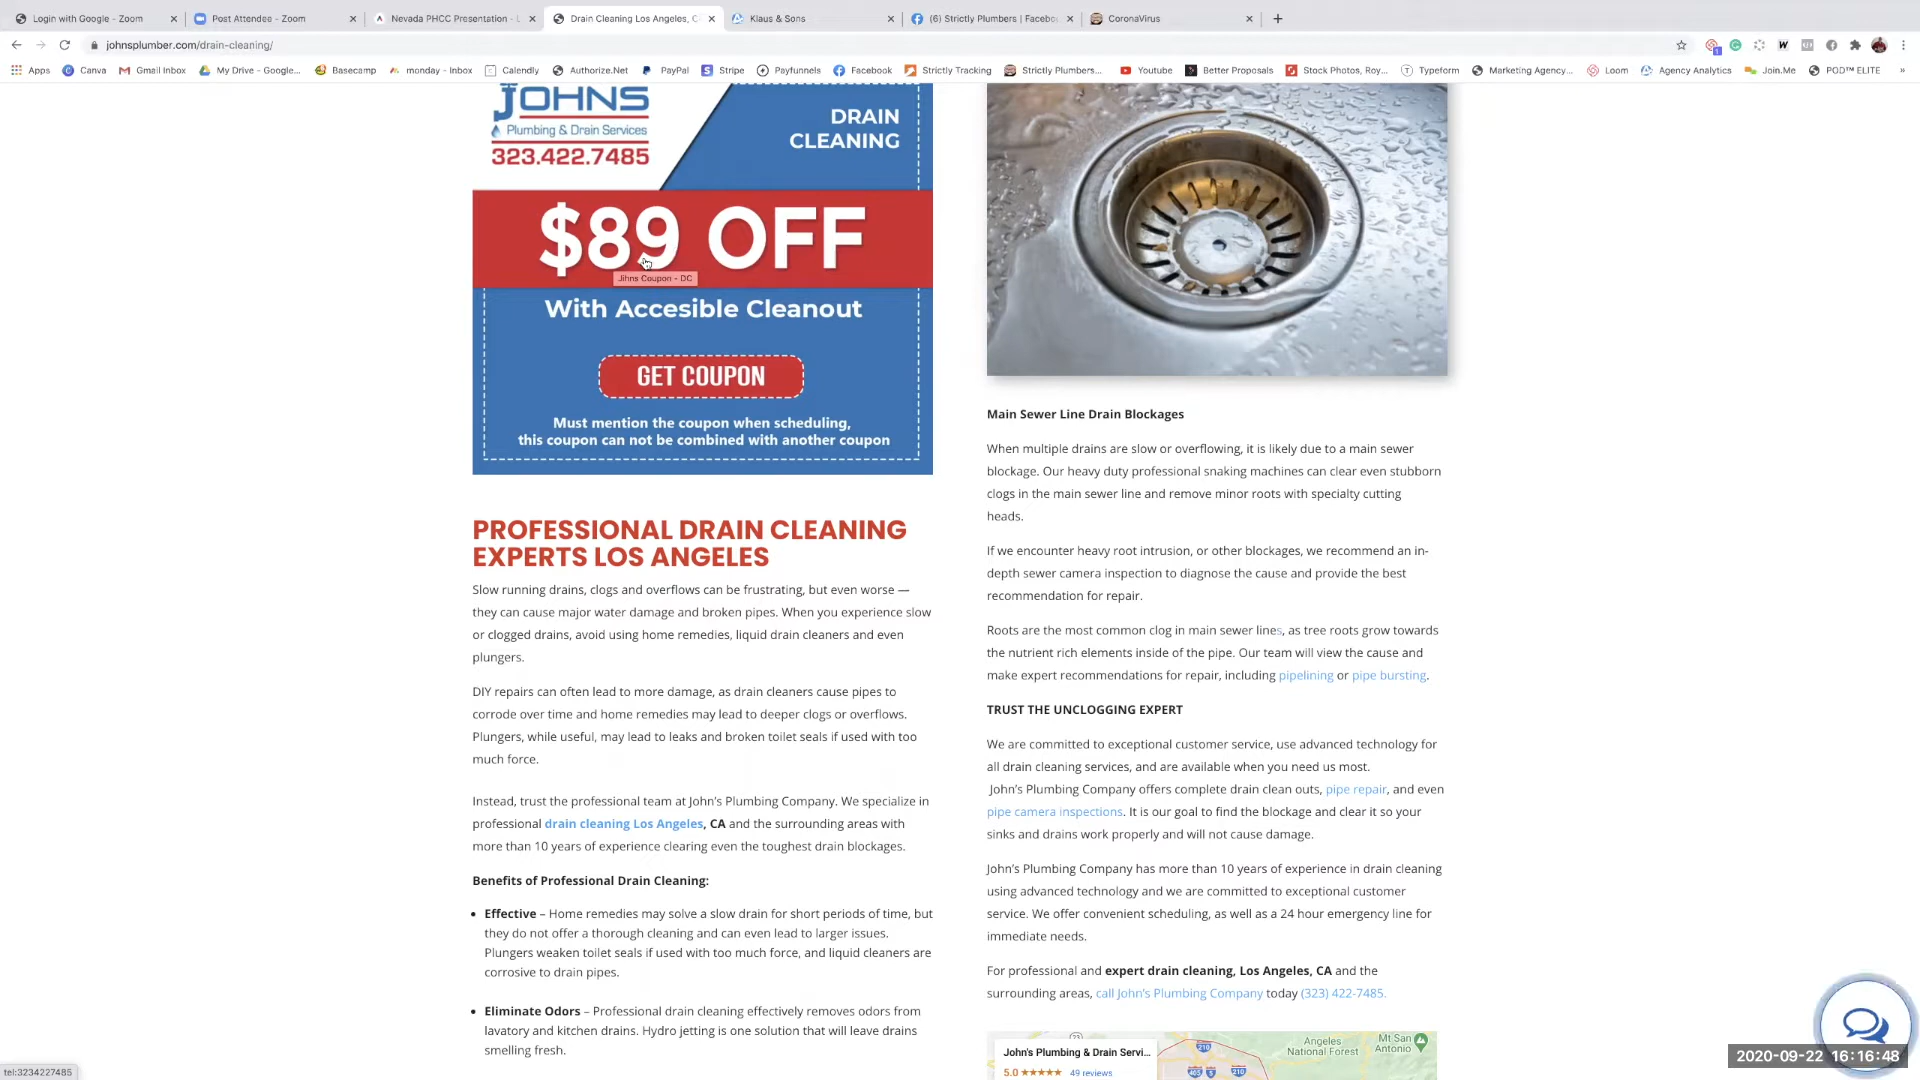 Login with Google - Zoom
Post Attendee - Zoom
Nevada PHCC Presentation -
Drain Cleaning Los Angeles, C
Klaus & Sons
(6) Strictly Plumbers | Facebo
CoronaVirus
johnsplumber.com/drain-cleaning/
Apps
Canva
Gmail Inbox
My Drive - Google...
Basecamp
monday - Inbox
Calendly
Authorize.Net
PayPal
Stripe
Payfunnels
Facebook
Strictly Tracking
Strictly Plumbers...
Youtube
Better Proposals
Stock Photos, Roy...
Typeform
Marketing Agency...
Loom
Agency Analytics
Join.Me
POD™ ELITE
»
JOHNS
Plumbing & Drain Services
323.422.7485
DRAIN
CLEANING
$89 OFF
Jihns Coupon - DC
With Accesible Cleanout
GET COUPON
Must mention the coupon when scheduling,
this coupon can not be combined with another coupon
PROFESSIONAL DRAIN CLEANING
EXPERTS LOS ANGELES
Slow running drains, clogs and overflows can be frustrating, but even worse —
they can cause major water damage and broken pipes. When you experience slow
or clogged drains, avoid using home remedies, liquid drain cleaners and even
plungers.
DIY repairs can often lead to more damage, as drain cleaners cause pipes to
corrode over time and home remedies may lead to deeper clogs or overflows.
Plungers, while useful, may lead to leaks and broken toilet seals if used with too
much force.
Instead, trust the professional team at John's Plumbing Company. We specialize in
professional drain cleaning Los Angeles, CA and the surrounding areas with
more than 10 years of experience clearing even the toughest drain blockages.
Benefits of Professional Drain Cleaning:
• Effective – Home remedies may solve a slow drain for short periods of time, but
they do not offer a thorough cleaning and can even lead to larger issues.
Plungers weaken toilet seals if used with too much force, and liquid cleaners are
corrosive to drain pipes.
• Eliminate Odors – Professional drain cleaning effectively removes odors from
lavatory and kitchen drains. Hydro jetting is one solution that will leave drains
smelling fresh.
Main Sewer Line Drain Blockages
When multiple drains are slow or overflowing, it is likely due to a main sewer
blockage. Our heavy duty professional snaking machines can clear even stubborn
clogs in the main sewer line and remove minor roots with specialty cutting
heads.
If we encounter heavy root intrusion, or other blockages, we recommend an in-
depth sewer camera inspection to diagnose the cause and provide the best
recommendation for repair.
Roots are the most common clog in main sewer lines, as tree roots grow towards
the nutrient rich elements inside of the pipe. Our team will view the cause and
make expert recommendations for repair, including pipelining or pipe bursting.
TRUST THE UNCLOGGING EXPERT
We are committed to exceptional customer service, use advanced technology for
all drain cleaning services, and are available when you need us most.
John's Plumbing Company offers complete drain clean outs, pipe repair, and even
pipe camera inspections. It is our goal to find the blockage and clear it so your
sinks and drains work properly and will not cause damage.
John's Plumbing Company has more than 10 years of experience in drain cleaning
using advanced technology and we are committed to exceptional customer
service. We offer convenient scheduling, as well as a 24 hour emergency line for
immediate needs.
For professional and expert drain cleaning, Los Angeles, CA and the
surrounding areas, call John's Plumbing Company today (323) 422-7485.
John's Plumbing & Drain Servi...
5.0 ★★★★★ 49 reviews
Angeles
National Forest
Mt San
Antonio
210
405
5
210
tel:3234227485
2020-09-22 16:16:48